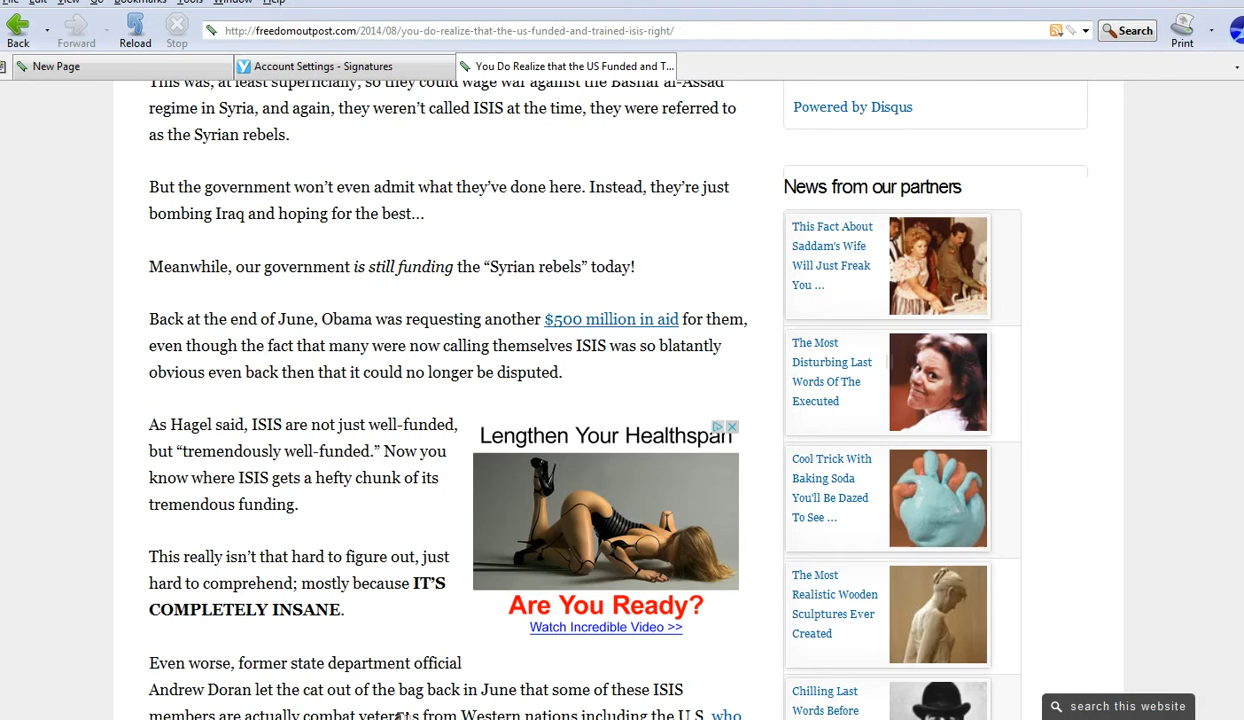 File Edit View Go Bookmarks Tools Window Help
Back
Forward
Reload
Stop
http://freedomoutpost.com/2014/08/you-do-realize-that-the-us-funded-and-trained-isis-right/
Search
Print
New Page
Account Settings - Signatures
You Do Realize that the US Funded and T...
This was, at least superficially, so they could wage war against the Bashar al-Assad
regime in Syria, and again, they weren't called ISIS at the time, they were referred to
as the Syrian rebels.
But the government won't even admit what they've done here. Instead, they're just
bombing Iraq and hoping for the best…
Meanwhile, our government is still funding the “Syrian rebels” today!
Back at the end of June, Obama was requesting another $500 million in aid for them,
even though the fact that many were now calling themselves ISIS was so blatantly
obvious even back then that it could no longer be disputed.
As Hagel said, ISIS are not just well-funded,
but “tremendously well-funded.” Now you
know where ISIS gets a hefty chunk of its
tremendous funding.
This really isn't that hard to figure out, just
hard to comprehend; mostly because IT'S
COMPLETELY INSANE.
Even worse, former state department official
Andrew Doran let the cat out of the bag back in June that some of these ISIS
members are actually combat veterans from Western nations including the U.S. who
Lengthen Your Healthspan
Are You Ready?
Watch Incredible Video >>
Powered by Disqus
News from our partners
This Fact About
Saddam's Wife
Will Just Freak
You ...
The Most
Disturbing Last
Words Of The
Executed
Cool Trick With
Baking Soda
You'll Be Dazed
To See ...
The Most
Realistic Wooden
Sculptures Ever
Created
Chilling Last
Words Before
search this website